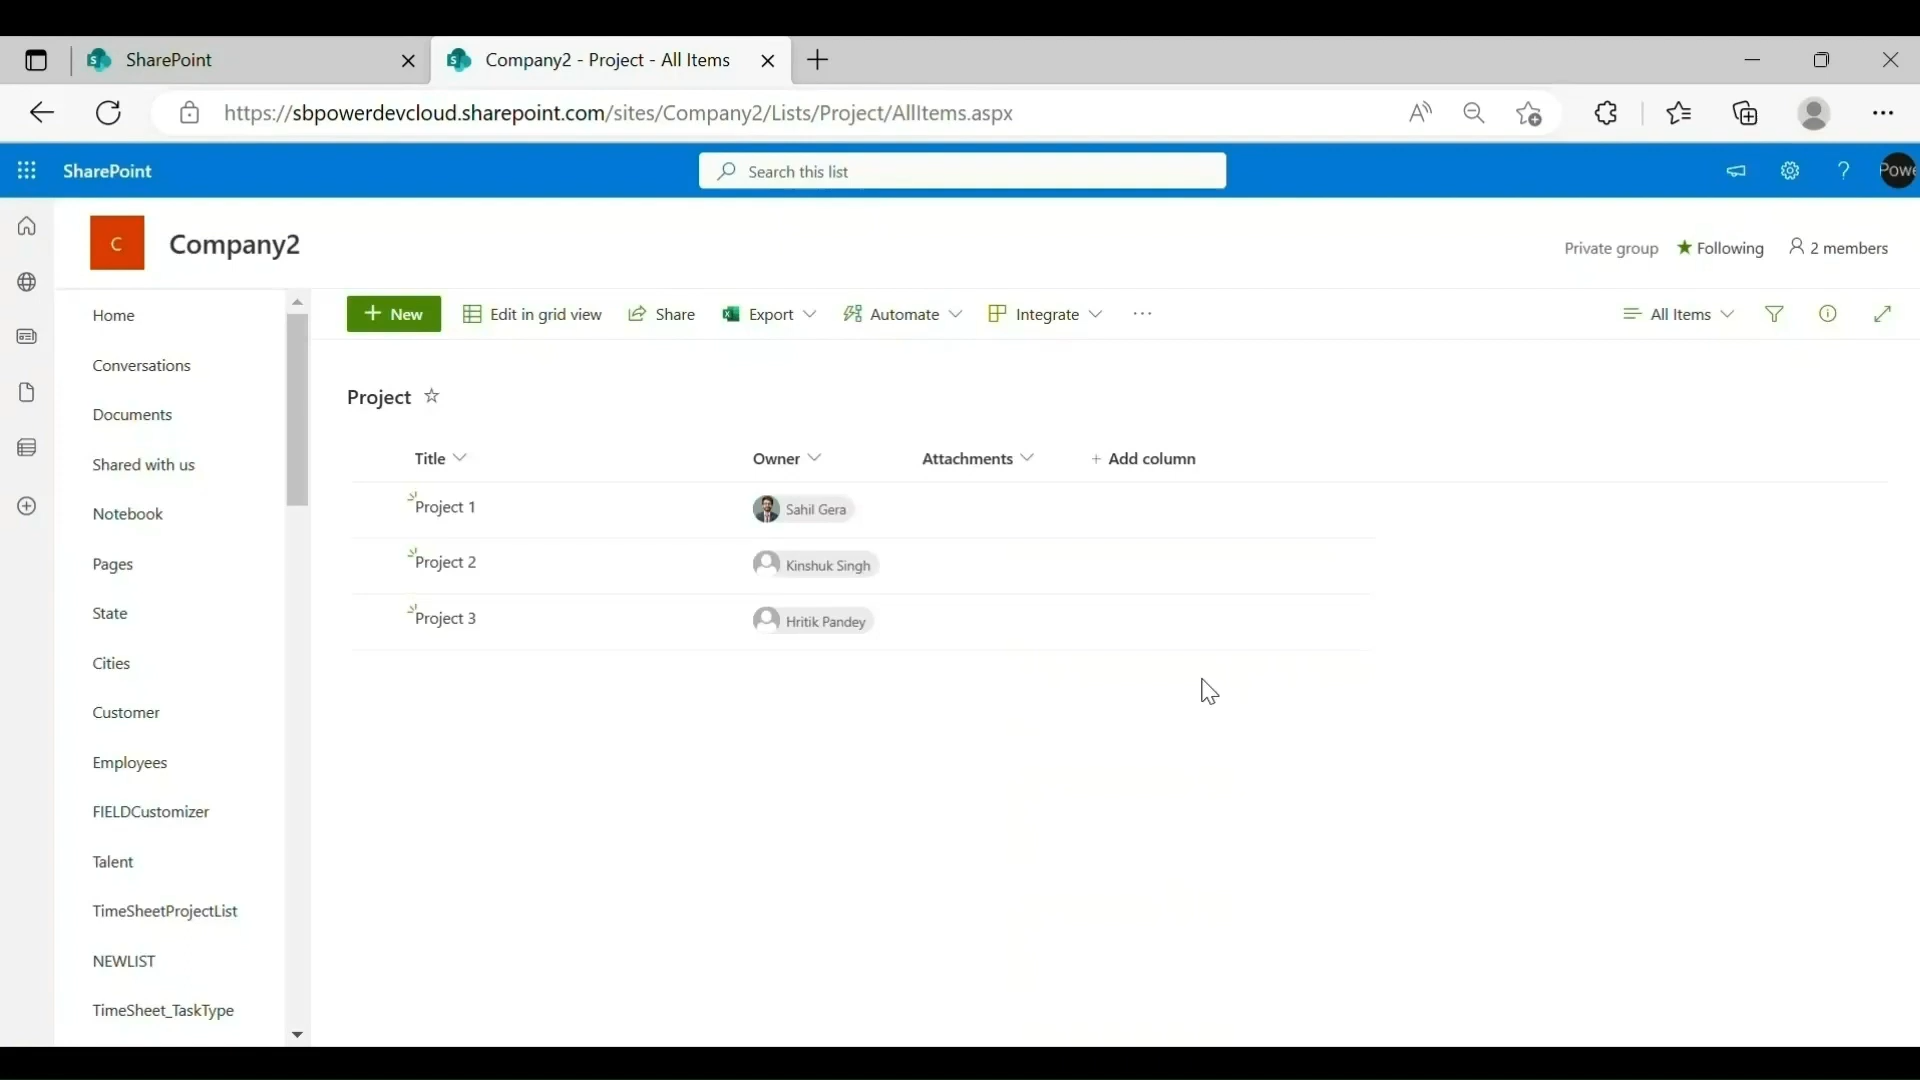 SharePoint
Company2 - Project - All Items
https://sbpowerdevcloud.sharepoint.com/sites/Company2/Lists/Project/AllItems.aspx
SharePoint
Search this list
?
Powe
C
Company2
Private group
Following
2 members
Home
Conversations
Documents
Shared with us
Notebook
Pages
State
Cities
Customer
Employees
FIELDCustomizer
Talent
TimeSheetProjectList
NEWLIST
TimeSheet_TaskType
+ New
Edit in grid view
Share
Export
Automate
Integrate
...
All Items
Project
Title
Owner
Attachments
+ Add column
Project 1
Sahil Gera
Project 2
Kinshuk Singh
Project 3
Hritik Pandey